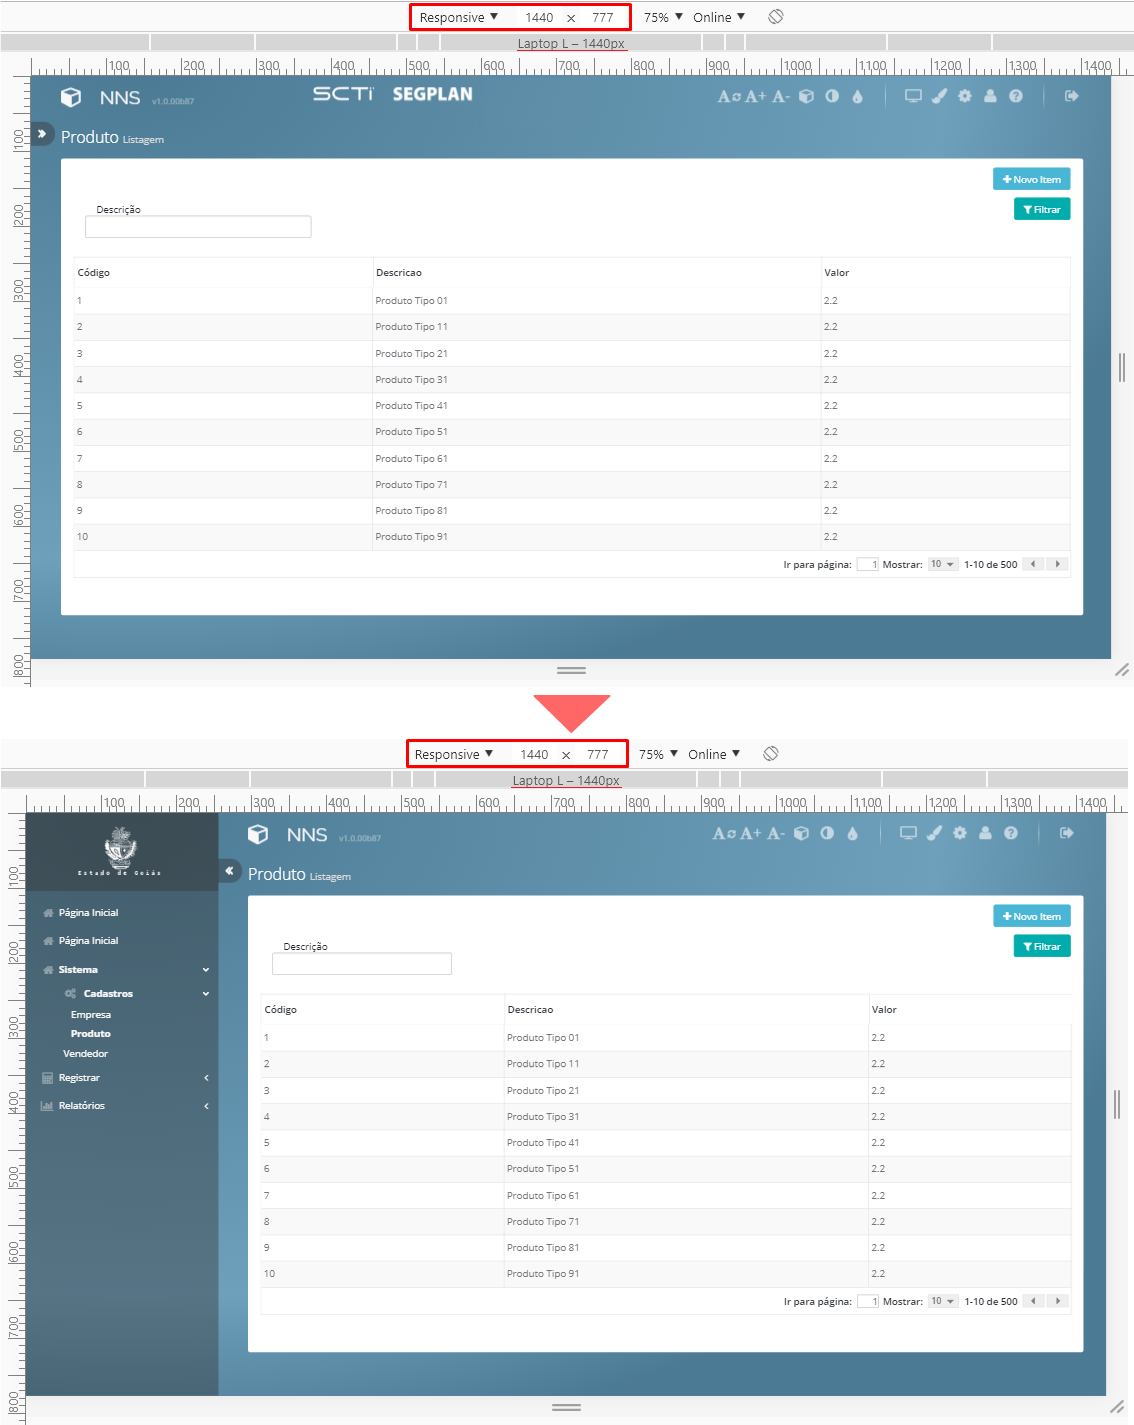 Responsive ▼ 1440 × 777 75% ▼ Online ▼
Laptop L – 1440px
100 200 300 400 500 600 700 800 900 1000 1100 1200 1300 1400
NNS v1.0.00b87 SCTi SEGPLAN A A+ A-
Produto Listagem
+ Novo Item
Filtrar
Descrição
Código Descricao Valor
1 Produto Tipo 01 2.2
2 Produto Tipo 11 2.2
3 Produto Tipo 21 2.2
4 Produto Tipo 31 2.2
5 Produto Tipo 41 2.2
6 Produto Tipo 51 2.2
7 Produto Tipo 61 2.2
8 Produto Tipo 71 2.2
9 Produto Tipo 81 2.2
10 Produto Tipo 91 2.2
Ir para página: 1 Mostrar: 10 1-10 de 500
100
200
300
400
500
600
700
800
Responsive ▼ 1440 × 777 75% ▼ Online ▼
Laptop L – 1440px
100 200 300 400 500 600 700 800 900 1000 1100 1200 1300 1400
Estado de Goiás
NNS v1.0.00b87 A A+ A-
Produto Listagem
Página Inicial
Página Inicial
Sistema
Cadastros
Empresa
Produto
Vendedor
Registrar
Relatórios
+ Novo Item
Filtrar
Descrição
Código Descricao Valor
1 Produto Tipo 01 2.2
2 Produto Tipo 11 2.2
3 Produto Tipo 21 2.2
4 Produto Tipo 31 2.2
5 Produto Tipo 41 2.2
6 Produto Tipo 51 2.2
7 Produto Tipo 61 2.2
8 Produto Tipo 71 2.2
9 Produto Tipo 81 2.2
10 Produto Tipo 91 2.2
Ir para página: 1 Mostrar: 10 1-10 de 500
100
200
300
400
500
600
700
800